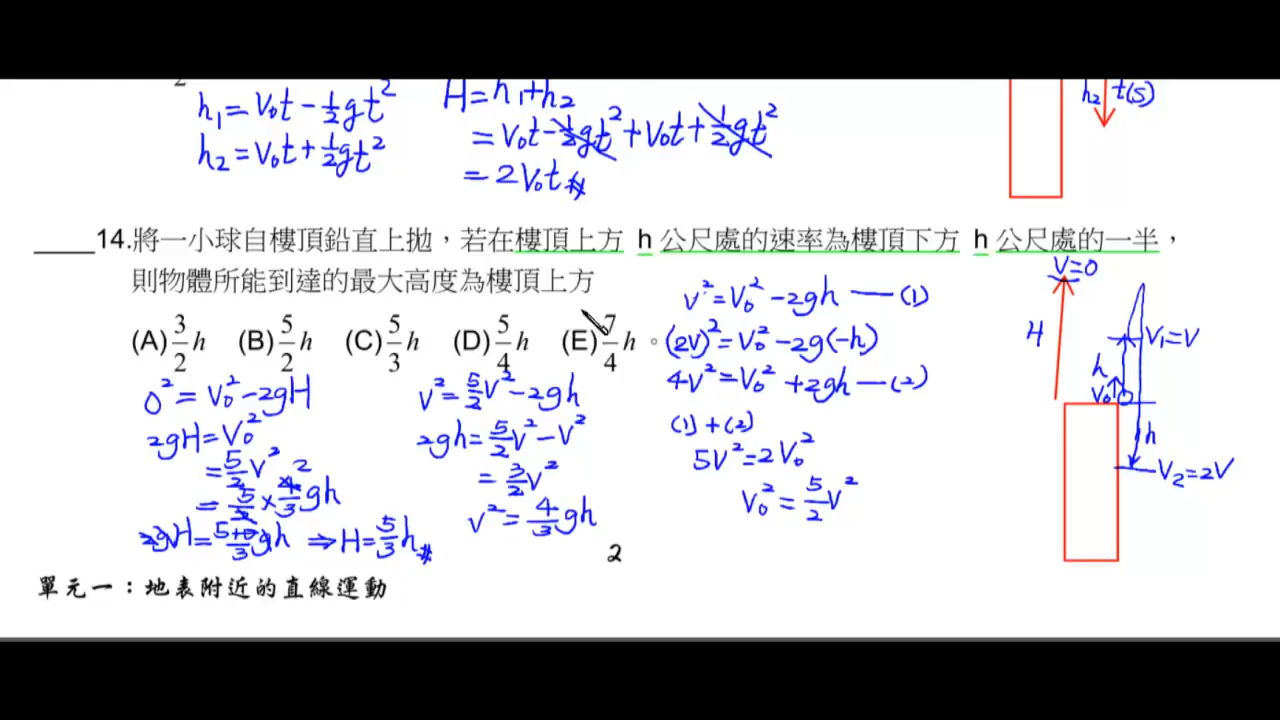 h₁=V₀t-½gt²
h₂=V₀t+½gt²
H=h₁+h₂
=V₀t-½gt²+V₀t+½gt²
=2V₀t
h₂ t(s)
14.將一小球自樓頂鉛直上拋，若在樓頂上方 h 公尺處的速率為樓頂下方 h 公尺處的一半，
則物體所能到達的最大高度為樓頂上方
(A) 3/2 h (B) 5/2 h (C) 5/3 h (D) 5/4 h (E) 7/4 h 。
v²=V₀²-2gh —(1)
(2V)²=V₀²-2g(-h)
4V²=V₀²+2gh —(2)
(1)+(2)
5V²=2V₀²
V₀²=5/2 V²
0²=V₀²-2gH
2gH=V₀²
=5/2 V²
=5/2×4/3 gh
⇒H=5/3 h
v²=5/2 V²-2gh
2gh=5/2 V²-V²
=3/2 V²
V²=4/3 gh
V=0
H
V₁=V
h
V₀
h
V₂=2V
2
單元一：地表附近的直線運動